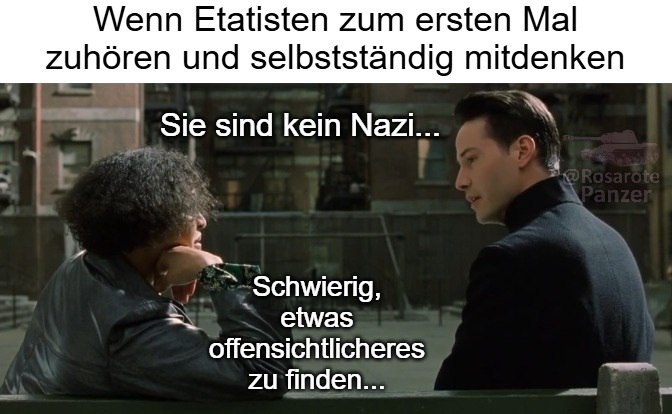 Wenn Etatisten zum ersten Mal
zuhören und selbstständig mitdenken
Sie sind kein Nazi...
@Rosarote
Panzer
Schwierig,
etwas
offensichtlicheres
zu finden...